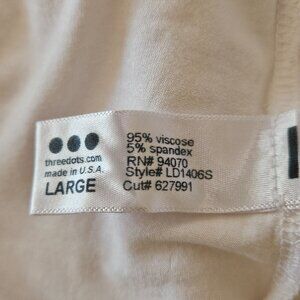 threedots.com
made in U.S.A.
LARGE
95% viscose
5% spandex
RN# 94070
Style# LD1406S
Cut# 627991